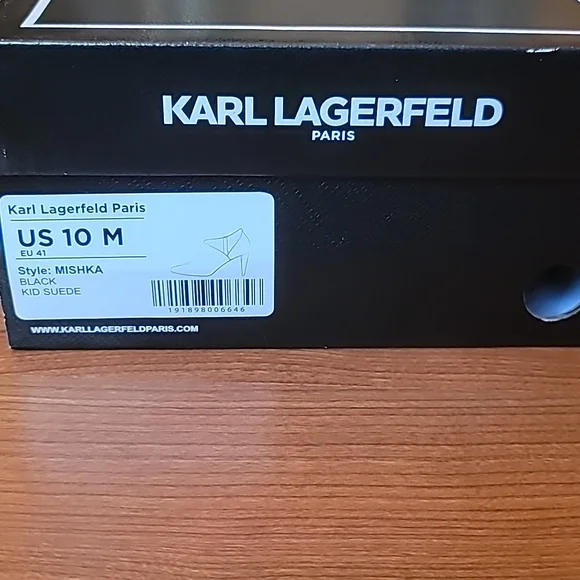 KARL LAGERFELD
PARIS
Karl Lagerfeld Paris
US 10 M
EU 41
Style: MISHKA
BLACK
KID SUEDE
191898006646
WWW.KARLLAGERFELDPARIS.COM